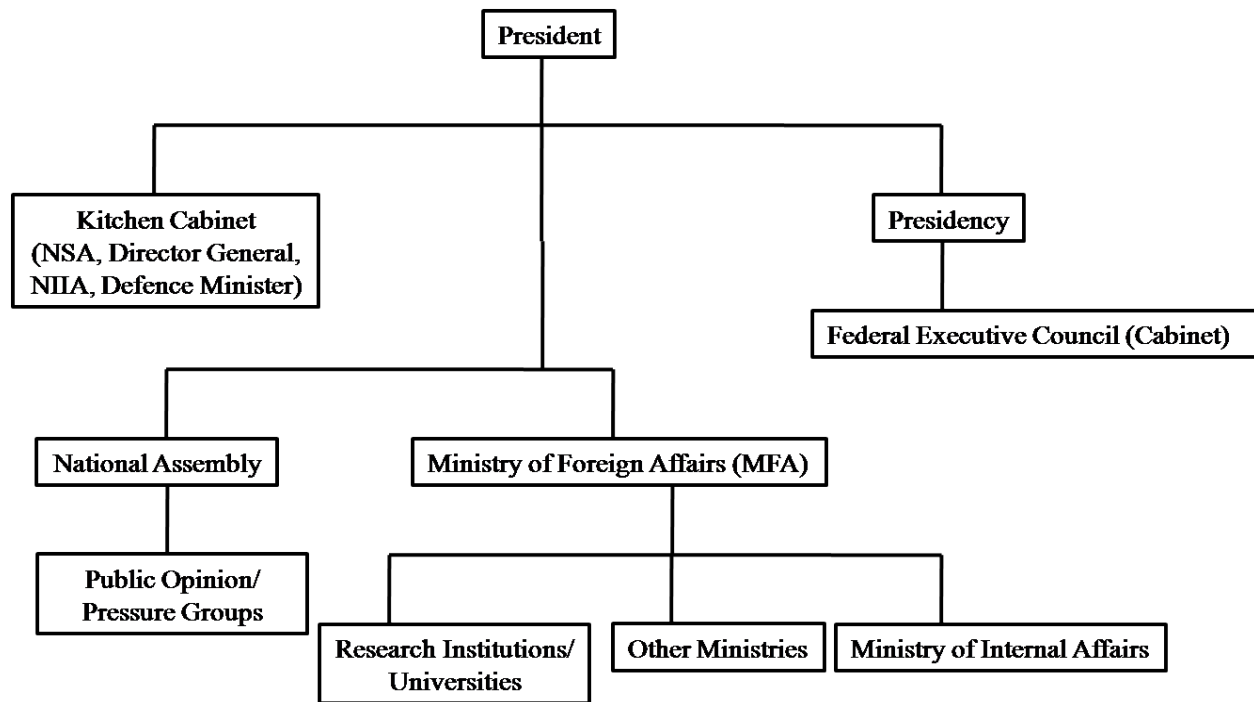 President
Kitchen Cabinet
(NSA, Director General,
NIIA, Defence Minister)
Presidency
Federal Executive Council (Cabinet)
National Assembly
Ministry of Foreign Affairs (MFA)
Public Opinion/
Pressure Groups
Research Institutions/
Universities
Other Ministries
Ministry of Internal Affairs